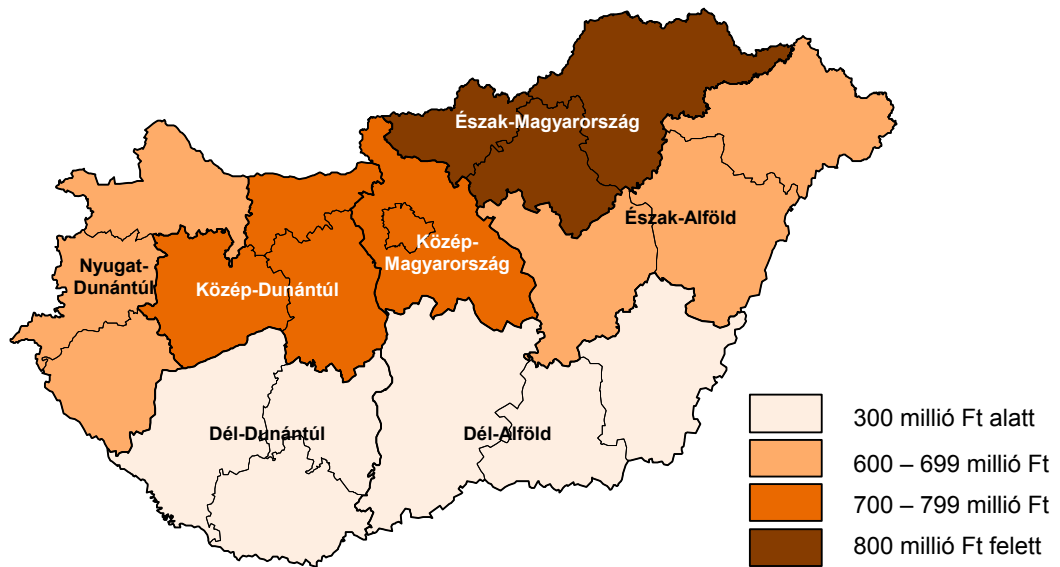 Észak-Magyarország
Észak-Alföld
Közép-
Magyarország
Nyugat-
Dunántúl
Közép-Dunántúl
Dél-Dunántúl
Dél-Alföld
300 millió Ft alatt
600 – 699 millió Ft
700 – 799 millió Ft
800 millió Ft felett